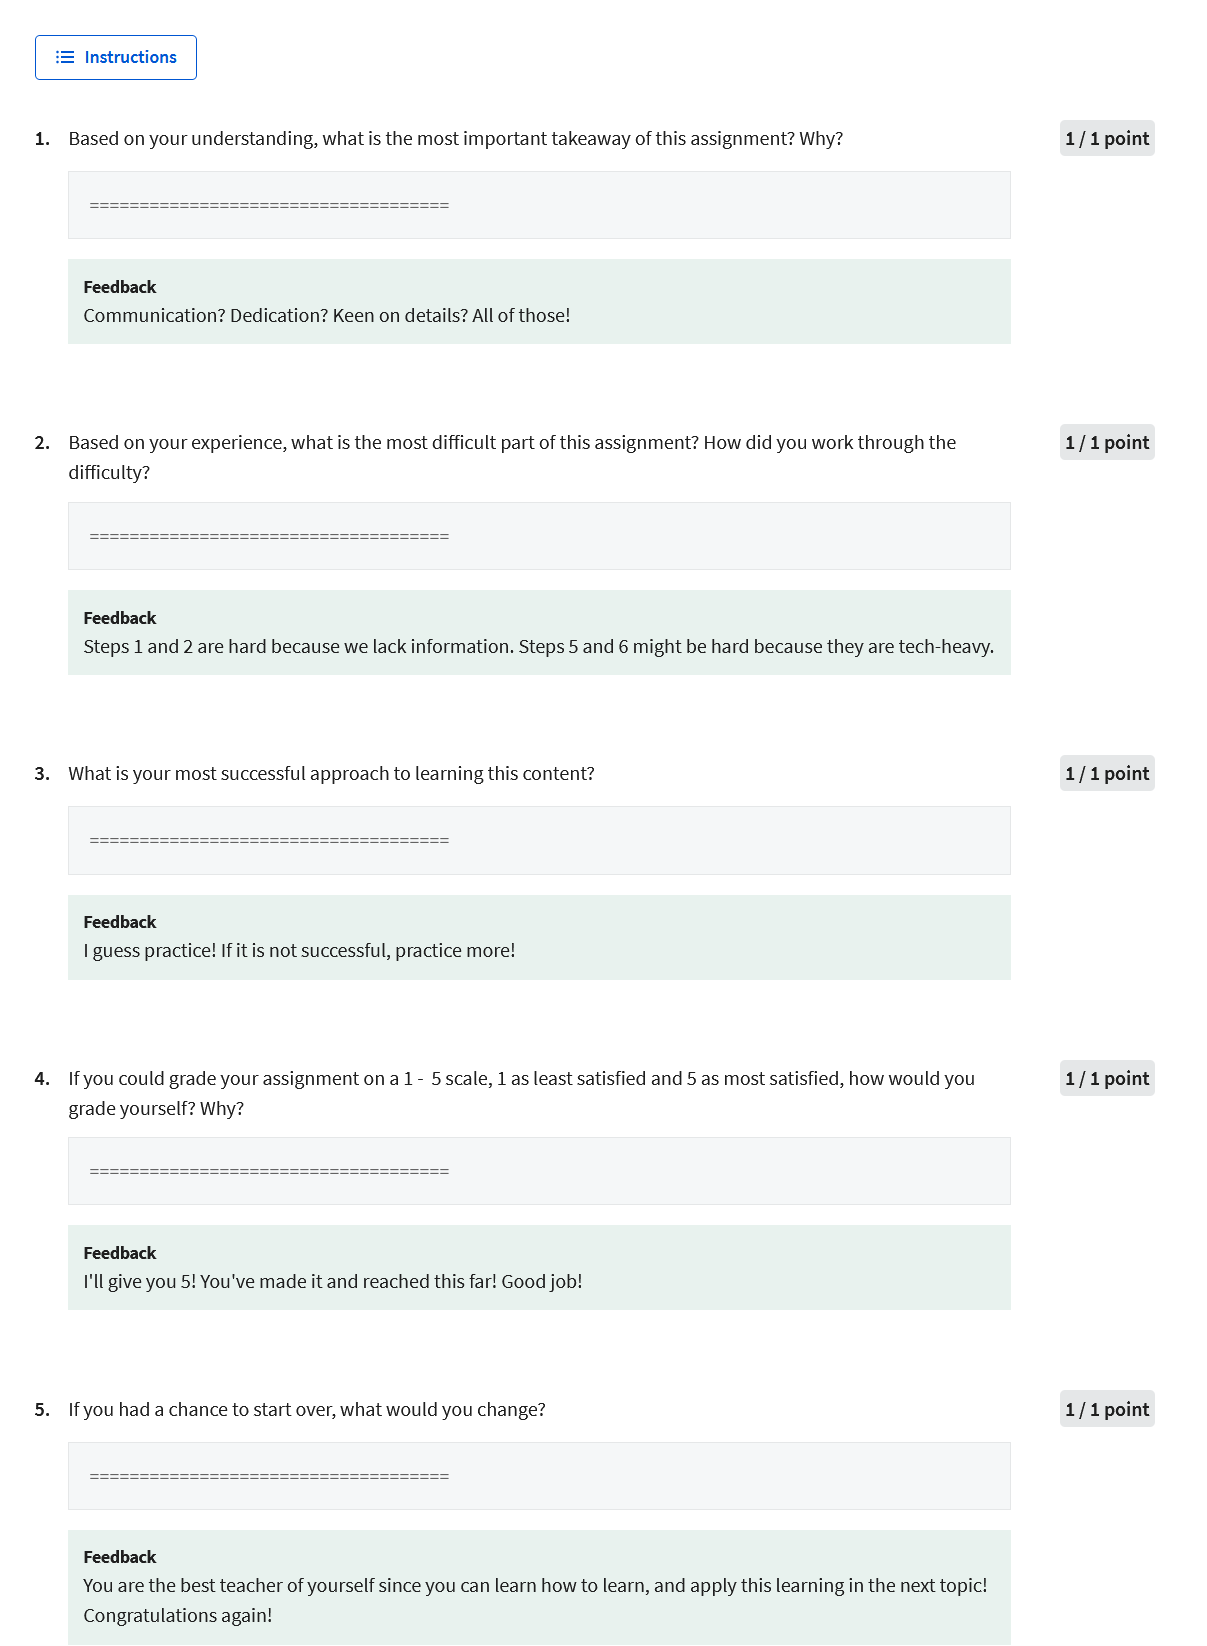 Instructions
1. Based on your understanding, what is the most important takeaway of this assignment? Why?
1 / 1 point
====================================
Feedback
Communication? Dedication? Keen on details? All of those!
2. Based on your experience, what is the most difficult part of this assignment? How did you work through the
difficulty?
1 / 1 point
====================================
Feedback
Steps 1 and 2 are hard because we lack information. Steps 5 and 6 might be hard because they are tech-heavy.
3. What is your most successful approach to learning this content?
1 / 1 point
====================================
Feedback
I guess practice! If it is not successful, practice more!
4. If you could grade your assignment on a 1 -  5 scale, 1 as least satisfied and 5 as most satisfied, how would you
grade yourself? Why?
1 / 1 point
====================================
Feedback
I'll give you 5! You've made it and reached this far! Good job!
5. If you had a chance to start over, what would you change?
1 / 1 point
====================================
Feedback
You are the best teacher of yourself since you can learn how to learn, and apply this learning in the next topic!
Congratulations again!